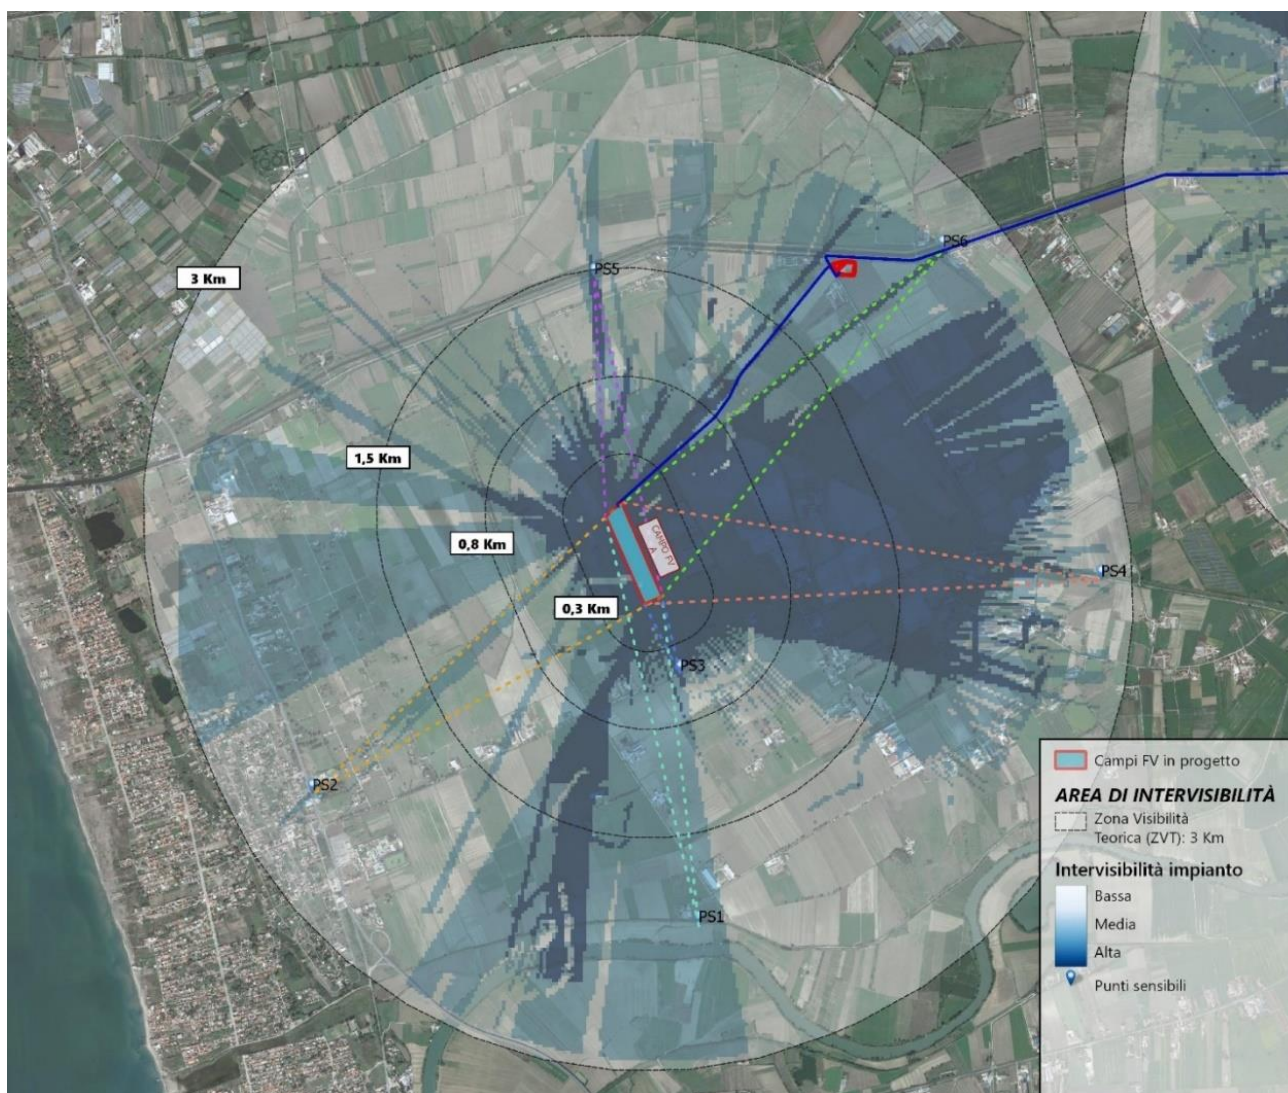 PS6
PS5
3 Km
1,5 Km
CAMPO FV
A
0,8 Km
PS4
0,3 Km
PS3
PS2
PS1
Campi FV in progetto
AREA DI INTERVISIBILITÀ
Zona Visibilità
Teorica (ZVT): 3 Km
Intervisibilità impianto
Bassa
Media
Alta
Punti sensibili